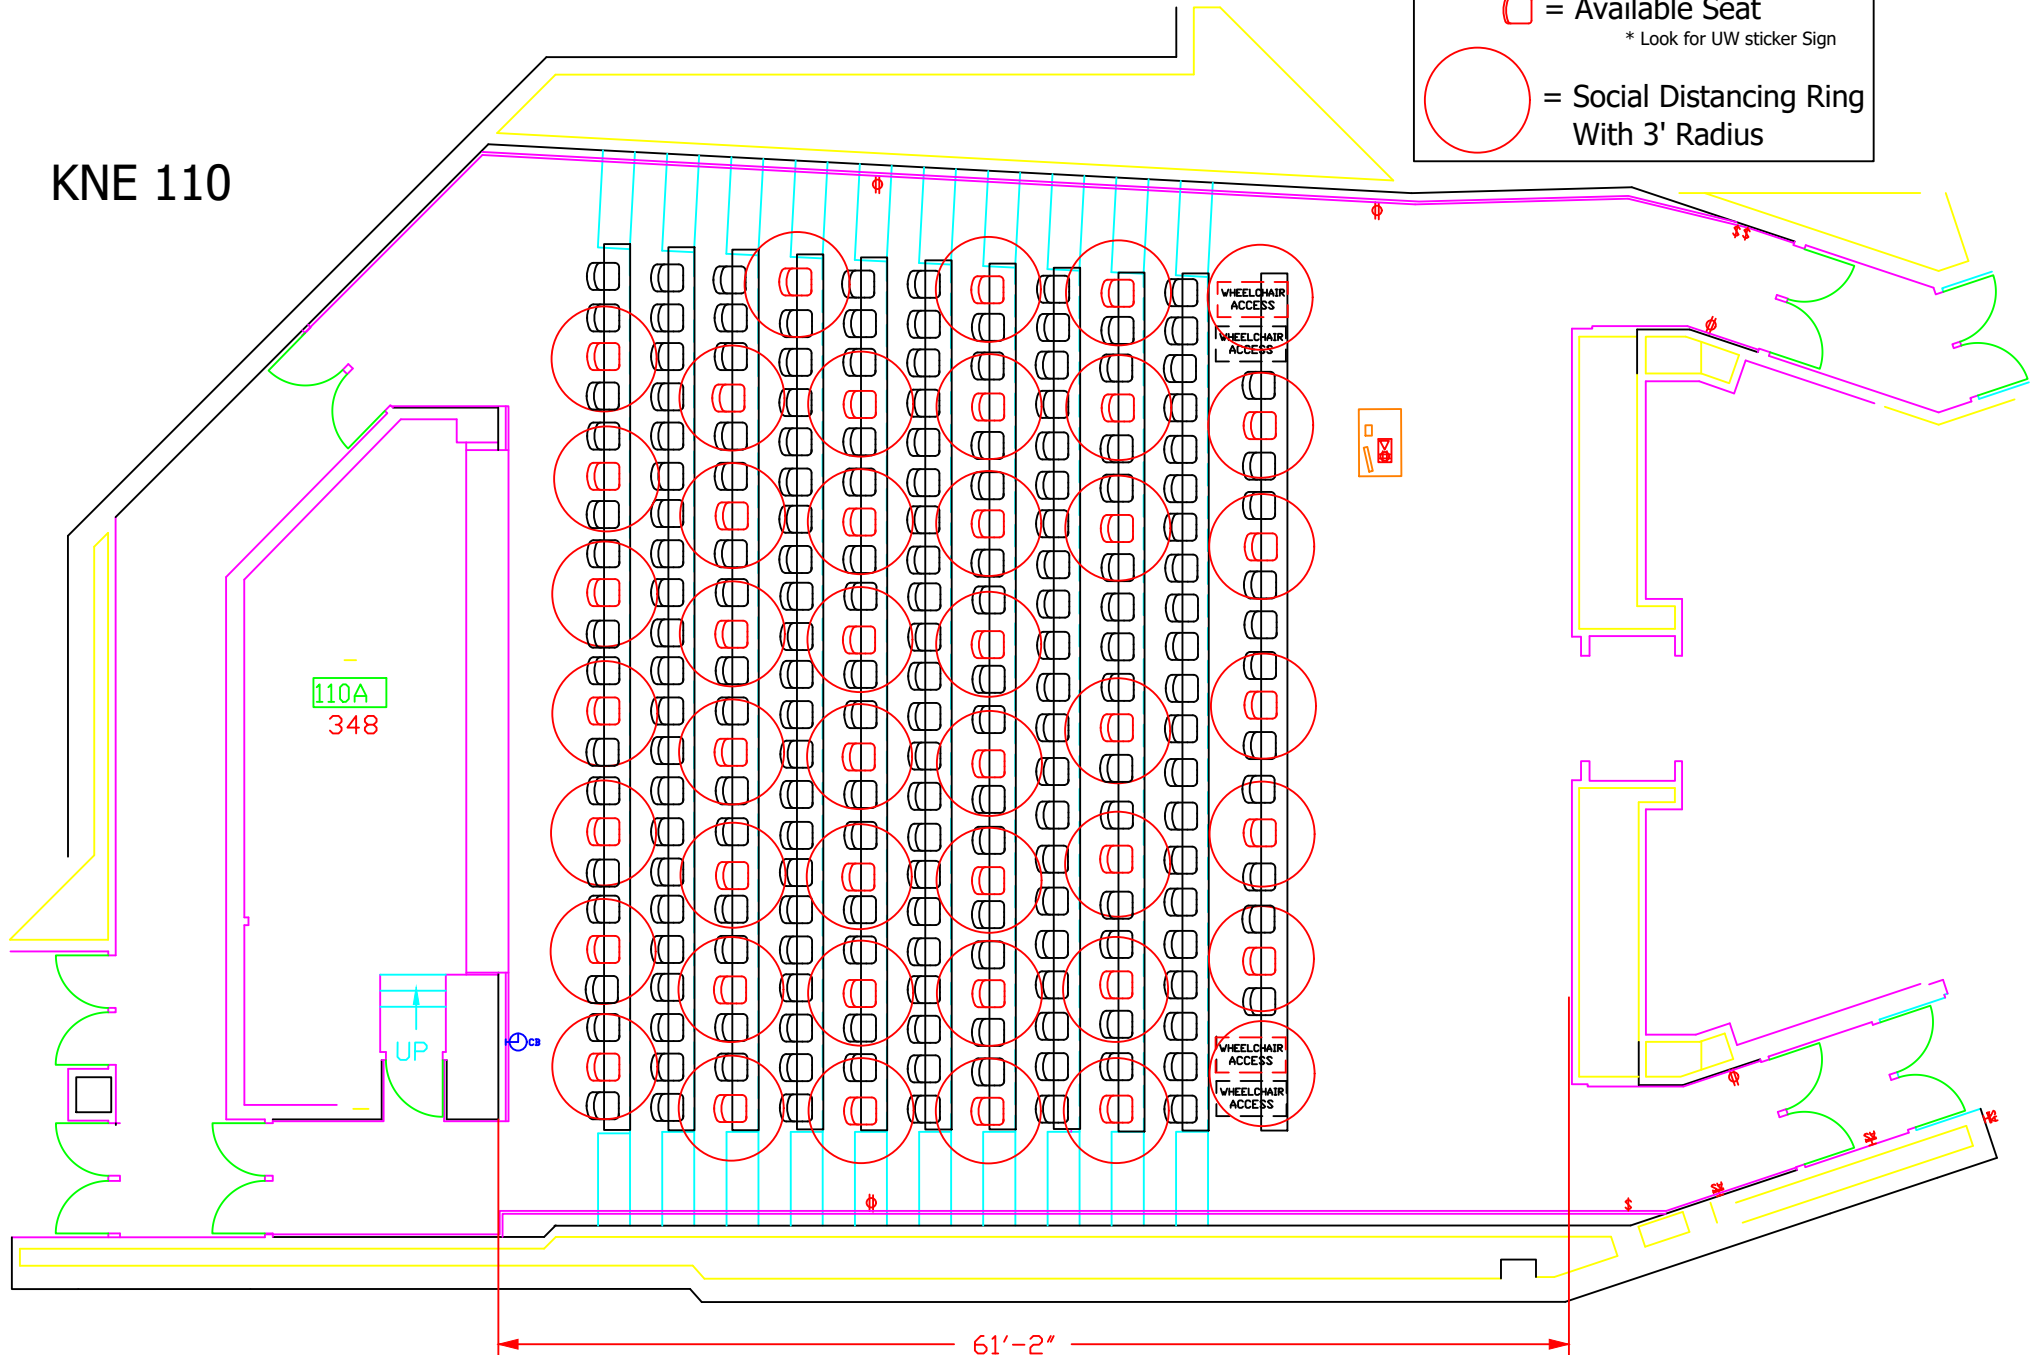 = Available Seat
* Look for UW sticker Sign
= Social Distancing Ring
With 3' Radius
KNE 110
WHEELCHAIR
ACCESS
WHEELCHAIR
ACCESS
110A
348
UP
CB
WHEELCHAIR
ACCESS
WHEELCHAIR
ACCESS
61'-2"